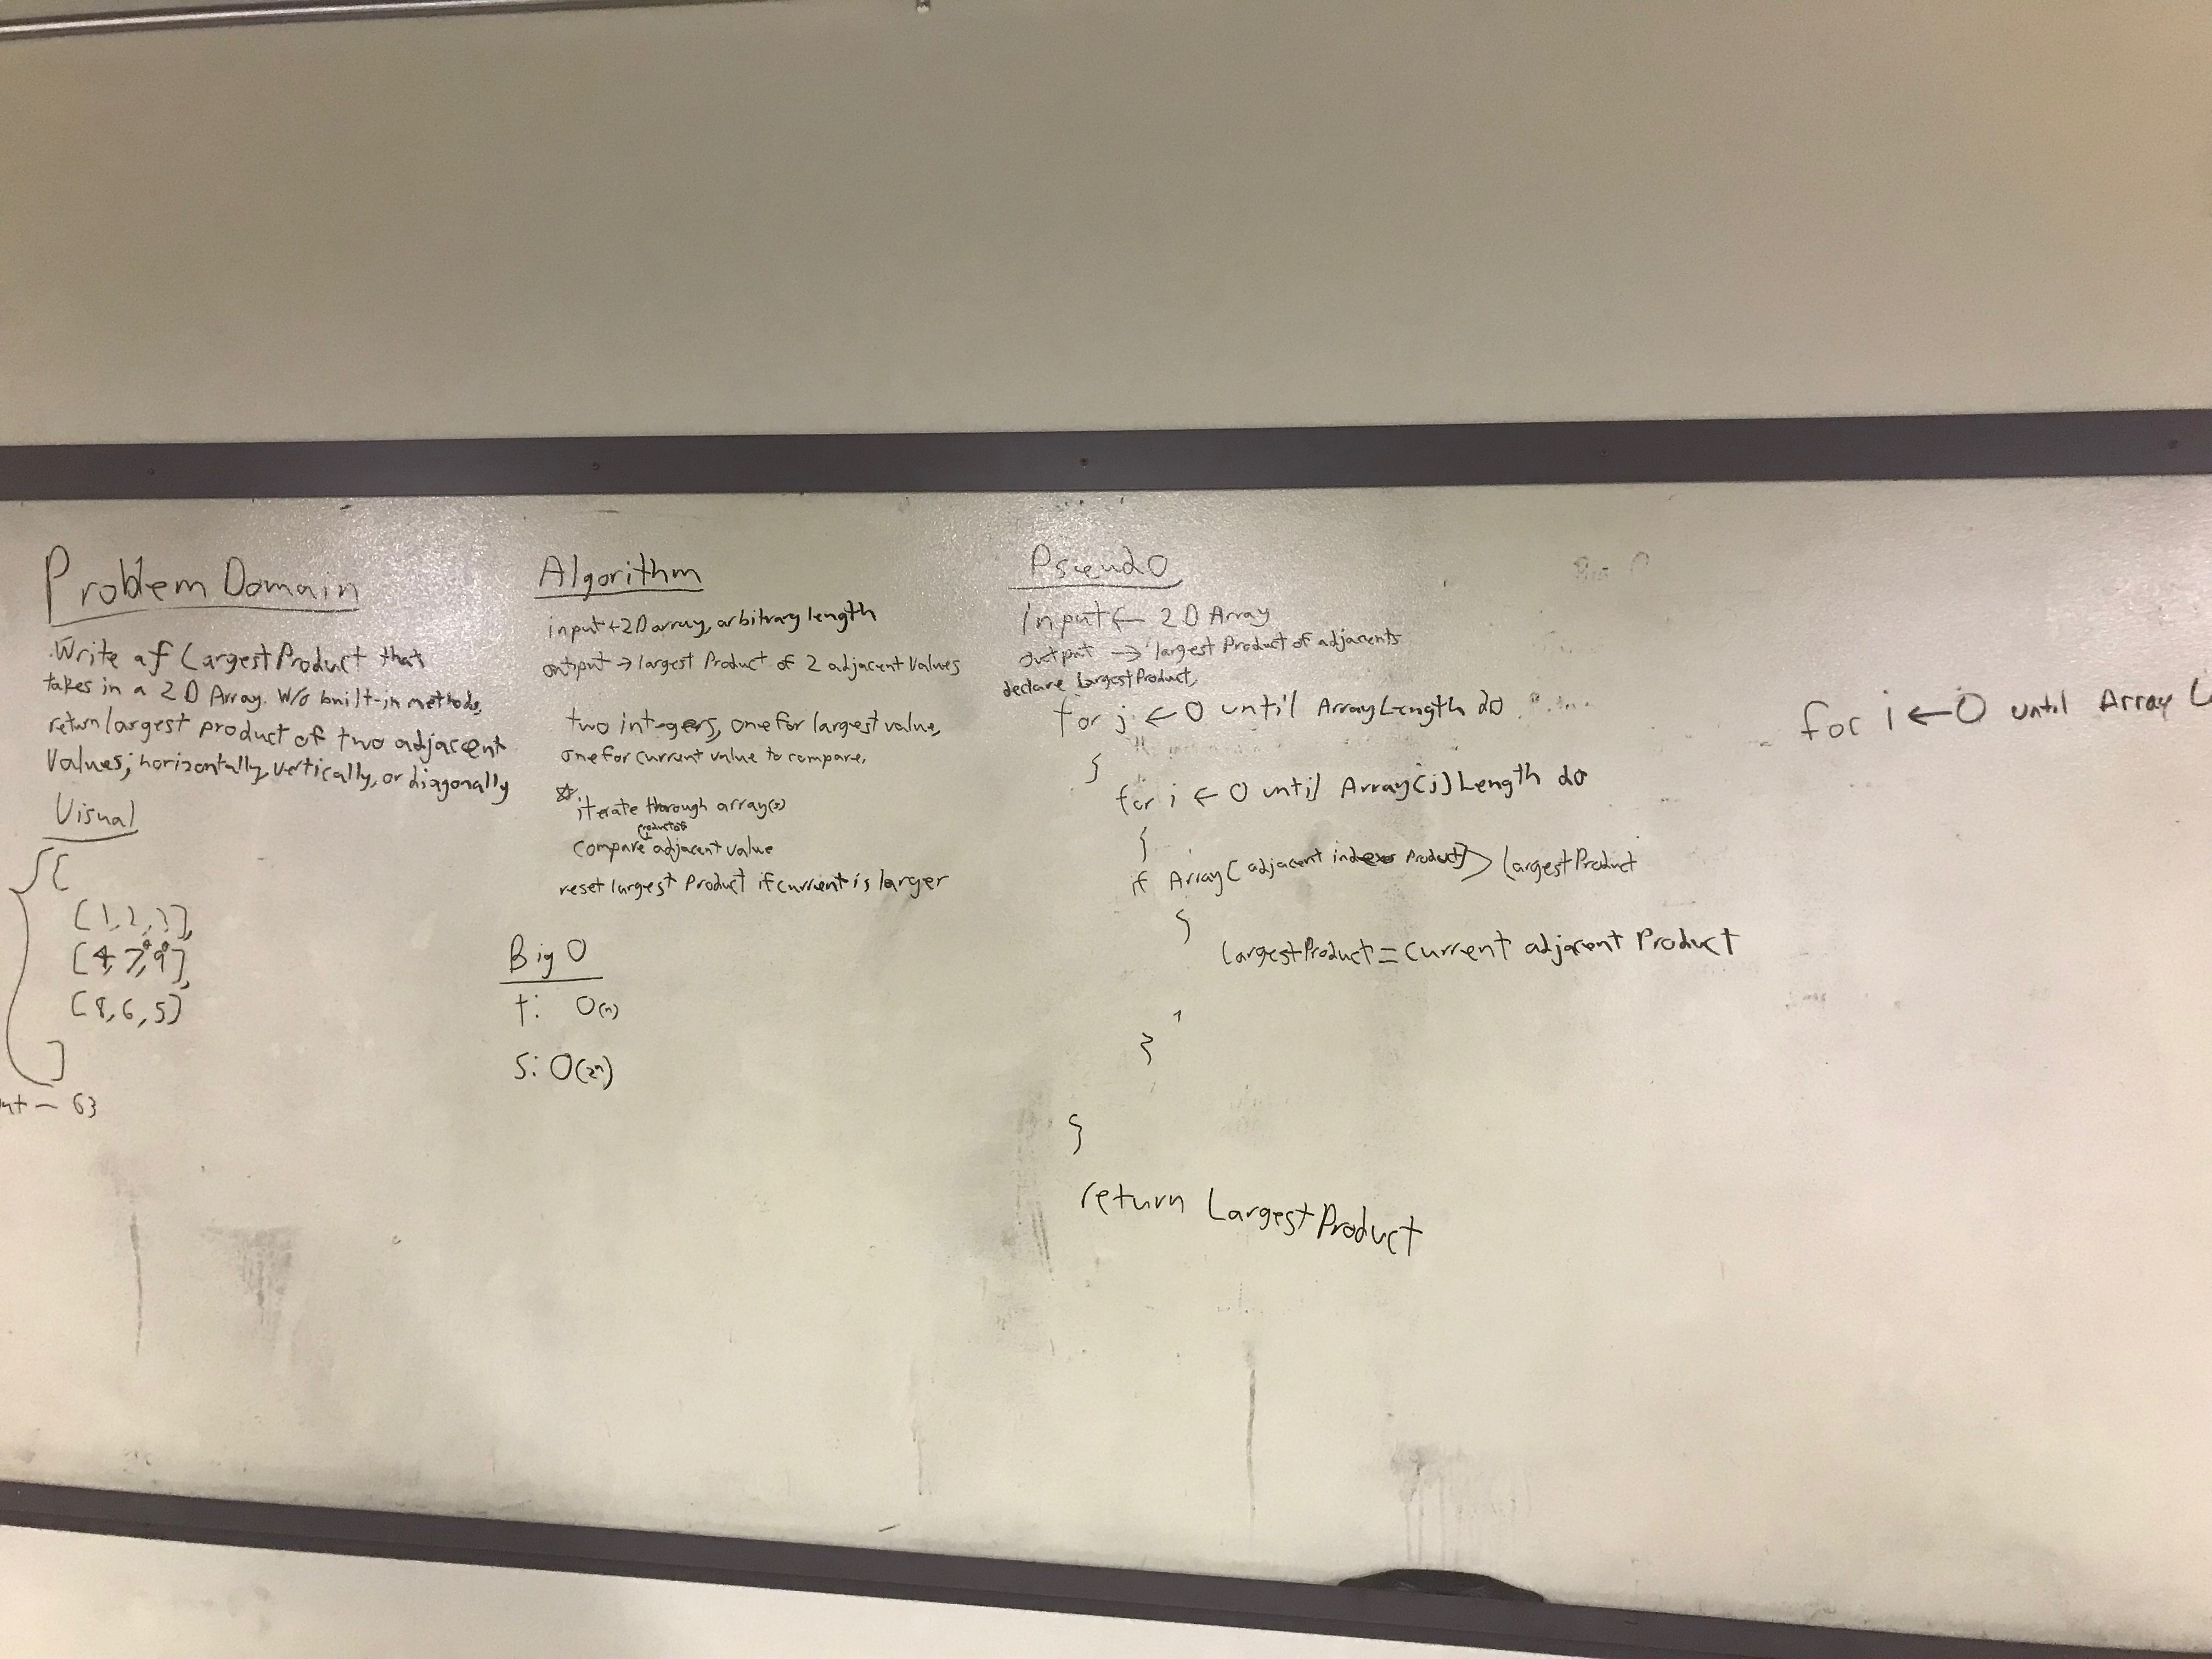 Problem Domain
Write a f LargestProduct that
takes in a 2D Array. W/o built-in methods,
return largest product of two adjacent
Values; horizontally, vertically, or diagonally
Visual
[
[1,2,3],
[4,7,9],
[8,6,5]
]
63
Algorithm
input ← 2D array, arbitrary length
output → largest Product of 2 adjacent Values
two integers, one for largest value,
one for current value to compare.
☆ iterate through array(s)
products
Compare adjacent value
reset largest Product if current is larger
Big O
t: O(n)
S: O(2n)
Pseudo
input ← 2D Array
output → largest Product of adjacents
declare LargestProduct,
for j ← 0 until ArrayLength do
{
for i ← 0 until Array[j]Length do
{
if Array[adjacent index Product] > largestProduct
{
largestProduct = current adjacent Product
}
}
return LargestProduct
for i ← 0 until Array L